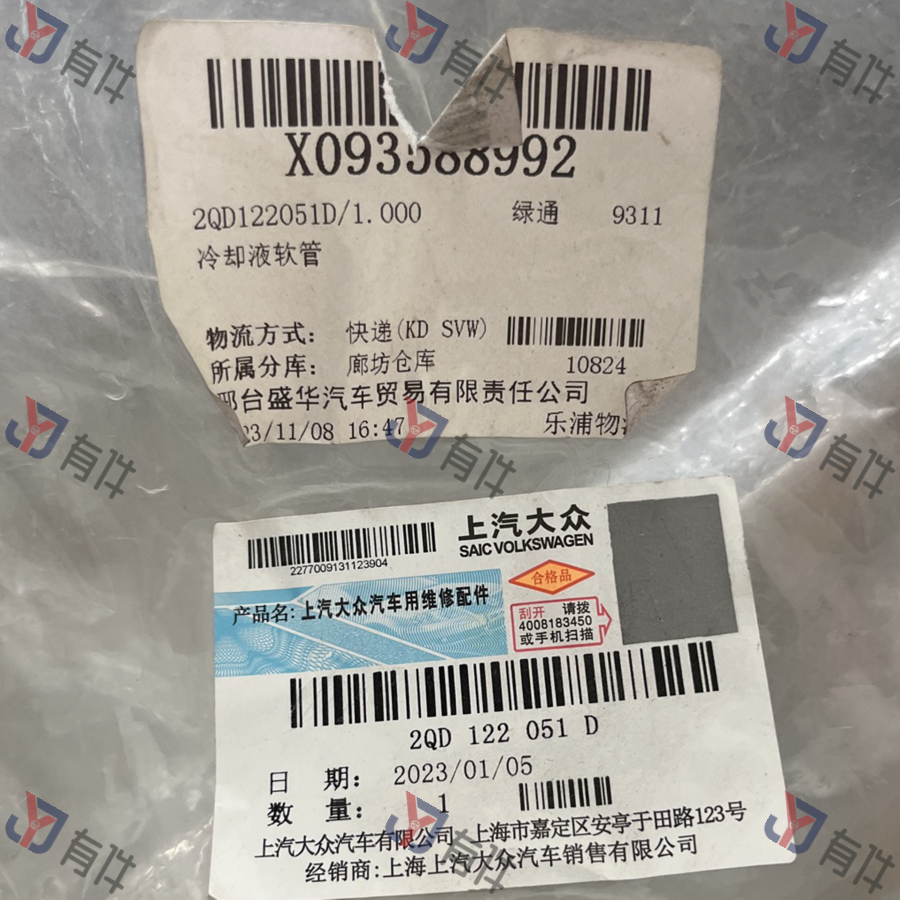 X093588992
2QD122051D/1.000 绿通 9311
冷却液软管
物流方式: 快递(KD SVW)
所属分库: 廊坊仓库 10824
邢台盛华汽车贸易有限责任公司
23/11/08 16:47 乐浦物
上汽大众
SAIC VOLKSWAGEN
2277009131123904
合格品
产品名:上汽大众汽车用维修配件
刮开 请拨
4008183450
或手机扫描
2QD 122 051 D
日 期: 2023/01/05
数 量: 1
上汽大众汽车有限公司 上海市嘉定区安亭于田路123号
经销商:上海上汽大众汽车销售有限公司
有件